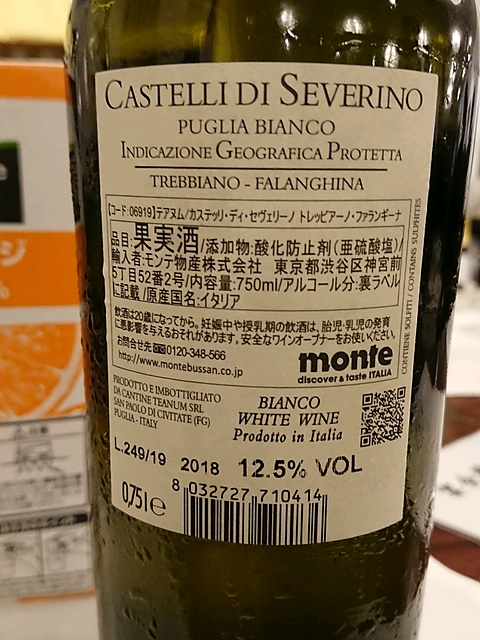 CASTELLI DI SEVERINO
PUGLIA BIANCO
INDICAZIONE GEOGRAFICA PROTETTA
TREBBIANO - FALANGHINA
【コード:06919】テアヌム/カステッリ・ディ・セヴェリーノ トレッビアーノ・ファランギーナ
品目:果実酒/添加物:酸化防止剤(亜硫酸塩)/
輸入者:モンテ物産株式会社 東京都渋谷区神宮前
5丁目52番2号/内容量:750ml/アルコール分:裏ラベル
に記載/原産国名:イタリア
飲酒は20歳になってから。妊娠中や授乳期の飲酒は、胎児・乳児の発育
に悪影響を与えるおそれがあります。安全なワインオープナーをお使いください。
お問合せ先 0120-348-566
http://www.montebussan.co.jp
monte
discover & taste ITALIA
CONTIENE SOLFITI / CONTAINS SULPHITES
PRODOTTO E IMBOTTIGLIATO
DA CANTINE TEANUM SRL
SAN PAOLO DI CIVITATE (FG)
PUGLIA - ITALY
BIANCO
WHITE WINE
Prodotto in Italia
L.249/19 2018 12.5% VOL
0,75 l e
8 032727 710414